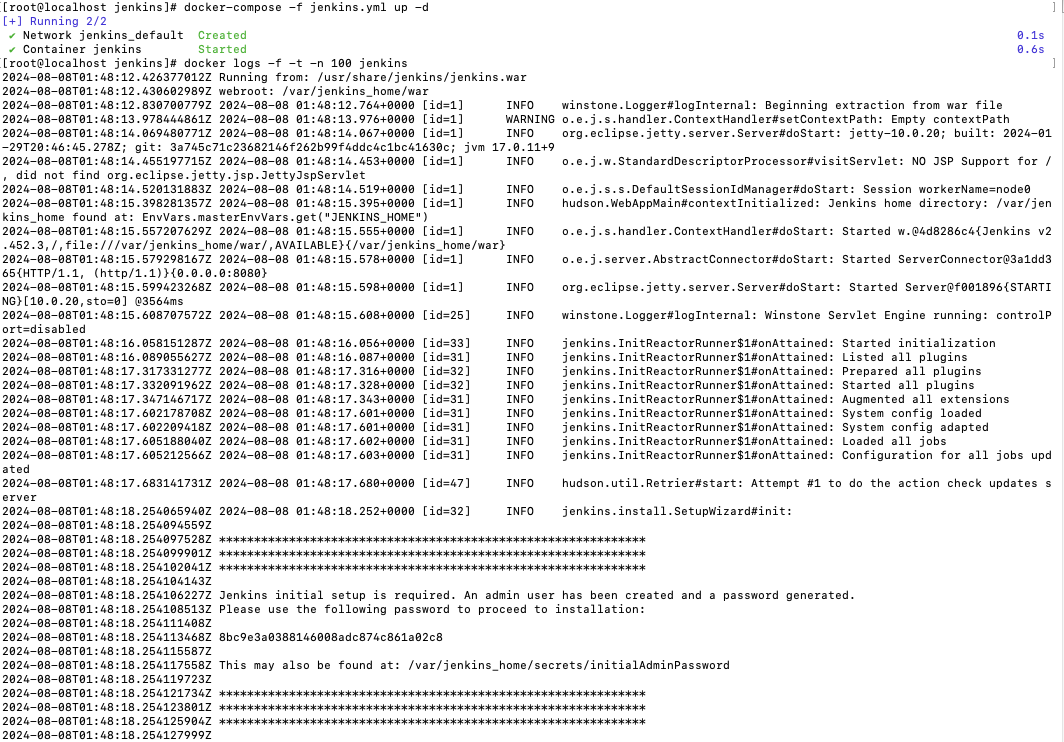 [[root@localhost jenkins]# docker-compose -f jenkins.yml up -d ]
[+] Running 2/2
✔ Network jenkins_default  Created 0.1s
✔ Container jenkins        Started 0.6s
[[root@localhost jenkins]# docker logs -f -t -n 100 jenkins ]
2024-08-08T01:48:12.426377012Z Running from: /usr/share/jenkins/jenkins.war
2024-08-08T01:48:12.430602989Z webroot: /var/jenkins_home/war
2024-08-08T01:48:12.830700779Z 2024-08-08 01:48:12.764+0000 [id=1]     INFO    winstone.Logger#logInternal: Beginning extraction from war file
2024-08-08T01:48:13.978444861Z 2024-08-08 01:48:13.976+0000 [id=1]     WARNING o.e.j.s.handler.ContextHandler#setContextPath: Empty contextPath
2024-08-08T01:48:14.069480771Z 2024-08-08 01:48:14.067+0000 [id=1]     INFO    org.eclipse.jetty.server.Server#doStart: jetty-10.0.20; built: 2024-01
-29T20:46:45.278Z; git: 3a745c71c23682146f262b99f4ddc4c1bc41630c; jvm 17.0.11+9
2024-08-08T01:48:14.455197715Z 2024-08-08 01:48:14.453+0000 [id=1]     INFO    o.e.j.w.StandardDescriptorProcessor#visitServlet: NO JSP Support for /
, did not find org.eclipse.jetty.jsp.JettyJspServlet
2024-08-08T01:48:14.520131883Z 2024-08-08 01:48:14.519+0000 [id=1]     INFO    o.e.j.s.s.DefaultSessionIdManager#doStart: Session workerName=node0
2024-08-08T01:48:15.398281357Z 2024-08-08 01:48:15.395+0000 [id=1]     INFO    hudson.WebAppMain#contextInitialized: Jenkins home directory: /var/jen
kins_home found at: EnvVars.masterEnvVars.get("JENKINS_HOME")
2024-08-08T01:48:15.557207629Z 2024-08-08 01:48:15.555+0000 [id=1]     INFO    o.e.j.s.handler.ContextHandler#doStart: Started w.@4d8286c4{Jenkins v2
.452.3,/,file:///var/jenkins_home/war/,AVAILABLE}{/var/jenkins_home/war}
2024-08-08T01:48:15.579298167Z 2024-08-08 01:48:15.578+0000 [id=1]     INFO    o.e.j.server.AbstractConnector#doStart: Started ServerConnector@3a1dd3
65{HTTP/1.1, (http/1.1)}{0.0.0.0:8080}
2024-08-08T01:48:15.599423268Z 2024-08-08 01:48:15.598+0000 [id=1]     INFO    org.eclipse.jetty.server.Server#doStart: Started Server@f001896{STARTI
NG}[10.0.20,sto=0] @3564ms
2024-08-08T01:48:15.608707572Z 2024-08-08 01:48:15.608+0000 [id=25]    INFO    winstone.Logger#logInternal: Winstone Servlet Engine running: controlP
ort=disabled
2024-08-08T01:48:16.058151287Z 2024-08-08 01:48:16.056+0000 [id=33]    INFO    jenkins.InitReactorRunner$1#onAttained: Started initialization
2024-08-08T01:48:16.089055627Z 2024-08-08 01:48:16.087+0000 [id=31]    INFO    jenkins.InitReactorRunner$1#onAttained: Listed all plugins
2024-08-08T01:48:17.317331277Z 2024-08-08 01:48:17.316+0000 [id=32]    INFO    jenkins.InitReactorRunner$1#onAttained: Prepared all plugins
2024-08-08T01:48:17.332091962Z 2024-08-08 01:48:17.328+0000 [id=32]    INFO    jenkins.InitReactorRunner$1#onAttained: Started all plugins
2024-08-08T01:48:17.347146717Z 2024-08-08 01:48:17.343+0000 [id=31]    INFO    jenkins.InitReactorRunner$1#onAttained: Augmented all extensions
2024-08-08T01:48:17.602178708Z 2024-08-08 01:48:17.601+0000 [id=31]    INFO    jenkins.InitReactorRunner$1#onAttained: System config loaded
2024-08-08T01:48:17.602209418Z 2024-08-08 01:48:17.601+0000 [id=31]    INFO    jenkins.InitReactorRunner$1#onAttained: System config adapted
2024-08-08T01:48:17.605188040Z 2024-08-08 01:48:17.602+0000 [id=31]    INFO    jenkins.InitReactorRunner$1#onAttained: Loaded all jobs
2024-08-08T01:48:17.605212566Z 2024-08-08 01:48:17.603+0000 [id=31]    INFO    jenkins.InitReactorRunner$1#onAttained: Configuration for all jobs upd
ated
2024-08-08T01:48:17.683141731Z 2024-08-08 01:48:17.680+0000 [id=47]    INFO    hudson.util.Retrier#start: Attempt #1 to do the action check updates s
erver
2024-08-08T01:48:18.254065940Z 2024-08-08 01:48:18.252+0000 [id=32]    INFO    jenkins.install.SetupWizard#init:
2024-08-08T01:48:18.254094559Z
2024-08-08T01:48:18.254097528Z *************************************************************
2024-08-08T01:48:18.254099901Z *************************************************************
2024-08-08T01:48:18.254102041Z *************************************************************
2024-08-08T01:48:18.254104143Z
2024-08-08T01:48:18.254106227Z Jenkins initial setup is required. An admin user has been created and a password generated.
2024-08-08T01:48:18.254108513Z Please use the following password to proceed to installation:
2024-08-08T01:48:18.254111408Z
2024-08-08T01:48:18.254113468Z 8bc9e3a0388146008adc874c861a02c8
2024-08-08T01:48:18.254115587Z
2024-08-08T01:48:18.254117558Z This may also be found at: /var/jenkins_home/secrets/initialAdminPassword
2024-08-08T01:48:18.254119723Z
2024-08-08T01:48:18.254121734Z *************************************************************
2024-08-08T01:48:18.254123801Z *************************************************************
2024-08-08T01:48:18.254125904Z *************************************************************
2024-08-08T01:48:18.254127999Z